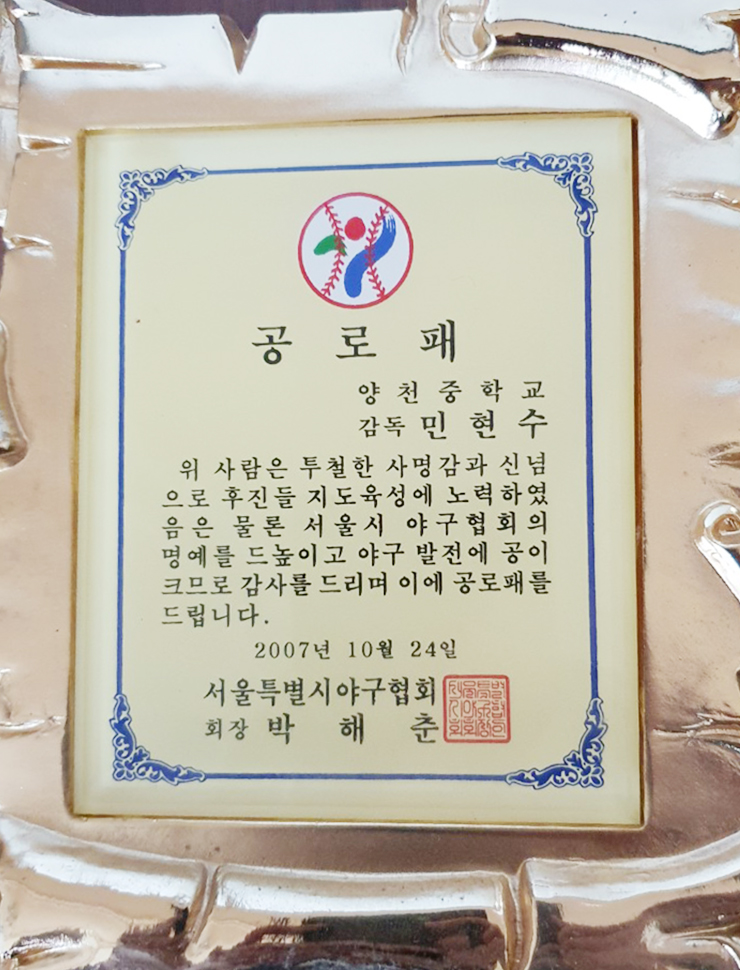 공로패
양천중학교
감독 민현수
위 사람은 투철한 사명감과 신념
으로 후진들 지도육성에 노력하였
음은 물론 서울시 야구협회의
명예를 드높이고 야구 발전에 공이
크므로 감사를 드리며 이에 공로패를
드립니다.
2007년 10월 24일
서울특별시야구협회
회장 박해춘